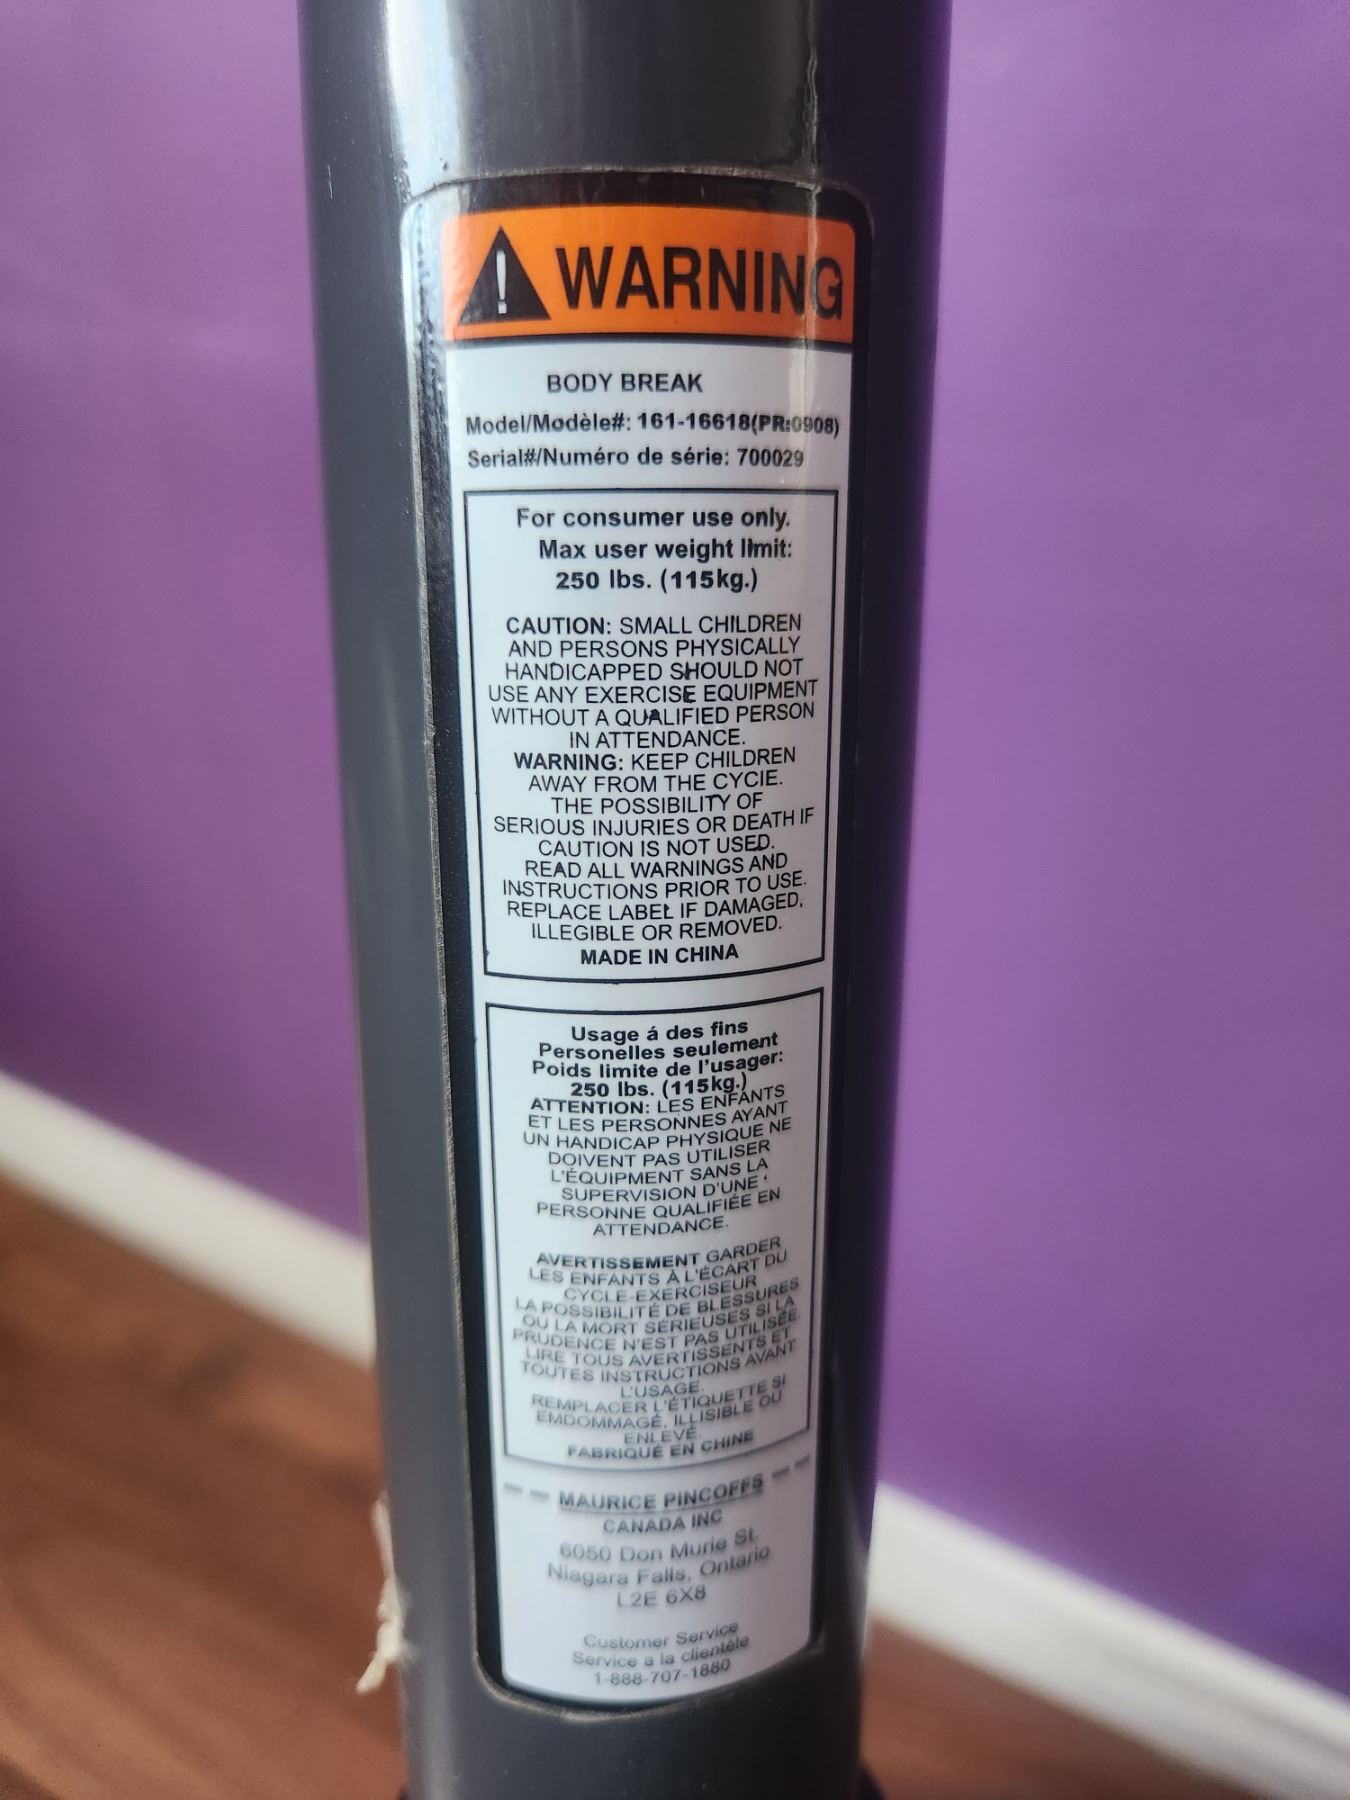 ! WARNING
BODY BREAK
Model/Modèle#: 161-16618(PR:0908)
Serial#/Numéro de série: 700029
For consumer use only.
Max user weight limit:
250 lbs. (115kg.)
CAUTION: SMALL CHILDREN
AND PERSONS PHYSICALLY
HANDICAPPED SHOULD NOT
USE ANY EXERCISE EQUIPMENT
WITHOUT A QUALIFIED PERSON
IN ATTENDANCE.
WARNING: KEEP CHILDREN
AWAY FROM THE CYCIE.
THE POSSIBILITY OF
SERIOUS INJURIES OR DEATH IF
CAUTION IS NOT USED.
READ ALL WARNINGS AND
INSTRUCTIONS PRIOR TO USE.
REPLACE LABEL IF DAMAGED,
ILLEGIBLE OR REMOVED.
MADE IN CHINA
Usage á des fins
Personelles seulement
Poids limite de l'usager:
250 lbs. (115kg.)
ATTENTION: LES ENFANTS
ET LES PERSONNES AYANT
UN HANDICAP PHYSIQUE NE
DOIVENT PAS UTILISER
L'ÉQUIPMENT SANS LA
SUPERVISION D'UNE
PERSONNE QUALIFIÉE EN
ATTENDANCE.
AVERTISSEMENT GARDER
LES ENFANTS À L'ÉCART DU
CYCLE-EXERCISEUR
LA POSSIBILITÉ DE BLESSURES
OU LA MORT SÉRIEUSES SI LA
PRUDENCE N'EST PAS UTILISÉE.
LIRE TOUS AVERTISSENTS ET
TOUTES INSTRUCTIONS AVANT
L'USAGE.
REMPLACER L'ÉTIQUETTE SI
EMDOMMAGÉ, ILLISIBLE OU
ENLEVÉ.
FABRIQUÉ EN CHINE
MAURICE PINCOFFS
CANADA INC
6050 Don Murie St.
Niagara Falls, Ontario
L2E 6X8
Customer Service
Service a la clientèle
1-888-707-1880